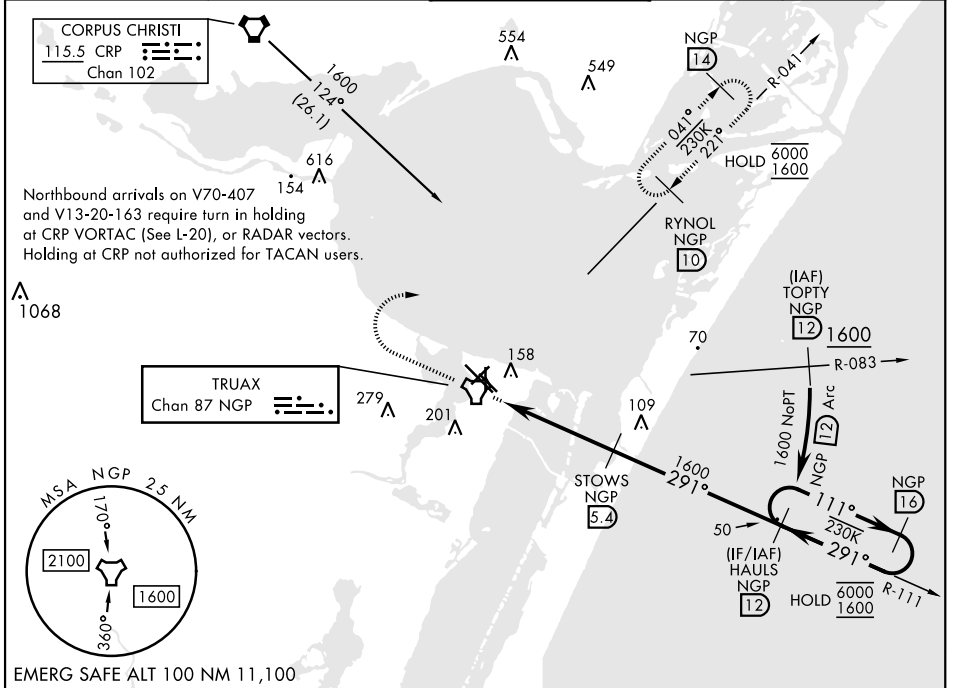 CORPUS CHRISTI
115.5 CRP
Chan 102
1600
124°
(26.1)
554
549
NGP
14
R-041
041°
230K
221°
HOLD 6000
1600
RYNOL
NGP
10
616
154
Northbound arrivals on V70-407
and V13-20-163 require turn in holding
at CRP VORTAC (See L-20), or RADAR vectors.
Holding at CRP not authorized for TACAN users.
1068
(IAF)
TOPTY
NGP
12
1600
R-083
70
158
TRUAX
Chan 87 NGP
279
201
109
1600 NoPT
NGP 12 Arc
STOWS
NGP
5.4
1600
291°
NGP
16
111°
230K
291°
50
(IF/IAF)
HAULS
NGP
12
HOLD 6000
1600
R-111
MSA NGP 25 NM
170°
2100
1600
360°
EMERG SAFE ALT 100 NM 11,100